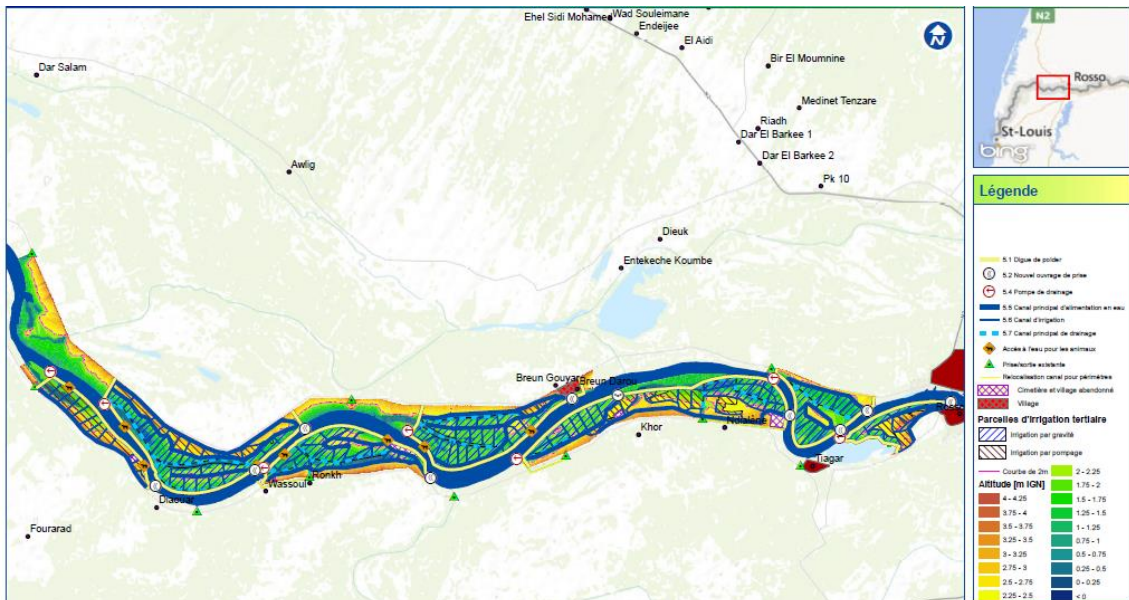 Ehel Sidi Mohamed
Wad Souleimane
Endeijee
El Aidi
Dar Salam
Bir El Moumnine
Medinet Tenzare
Riadh
Dar El Barkee 1
Awlig
Dar El Barkee 2
Pk 10
Dieuk
Entekeche Koumbe
Breun Gouyare
Breun Darou
Khor
Tiagar
Ronkh
Wassoul
Diaouar
Fourarad
N
N2
Rosso
St-Louis
bing
Légende
5.1 Digue de polder
5.2 Nouvel ouvrage de prise
5.4 Pompe de drainage
5.5 Canal principal d'alimentation en eau
5.6 Canal d'irrigation
5.7 Canal principal de drainage
Accès à l'eau pour les animaux
Prise/sortie existante
Relocalisation canal pour périmètres
Cimetière et village abandonné
Village
Parcelles d'irrigation tertiaire
Irrigation par gravité
Irrigation par pompage
Courbe de 2m
Altitude [m IGN]
4 - 4.25
3.75 - 4
3.5 - 3.75
3.25 - 3.5
3 - 3.25
2.75 - 3
2.5 - 2.75
2.25 - 2.5
2 - 2.25
1.75 - 2
1.5 - 1.75
1.25 - 1.5
1 - 1.25
0.75 - 1
0.5 - 0.75
0.25 - 0.5
0 - 0.25
< 0